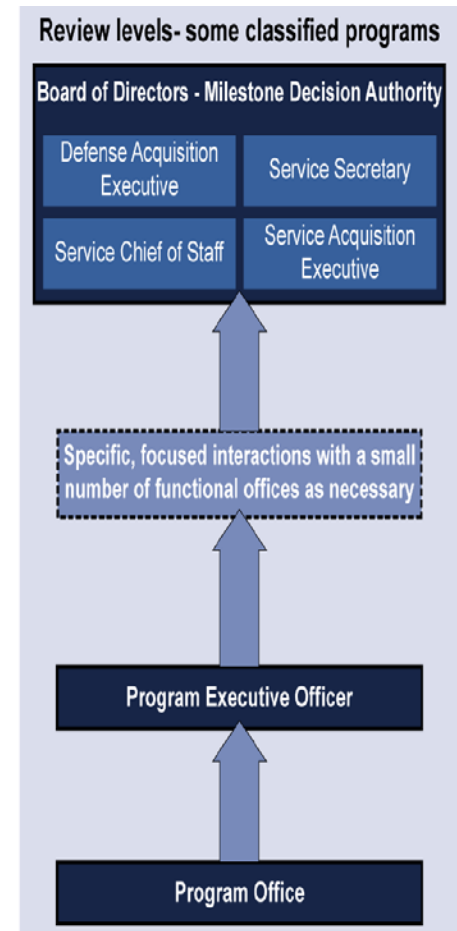 Review levels- some classified programs
Board of Directors - Milestone Decision Authority
Defense Acquisition
Executive
Service Secretary
Service Chief of Staff
Service Acquisition
Executive
Specific, focused interactions with a small
number of functional offices as necessary
Program Executive Officer
Program Office